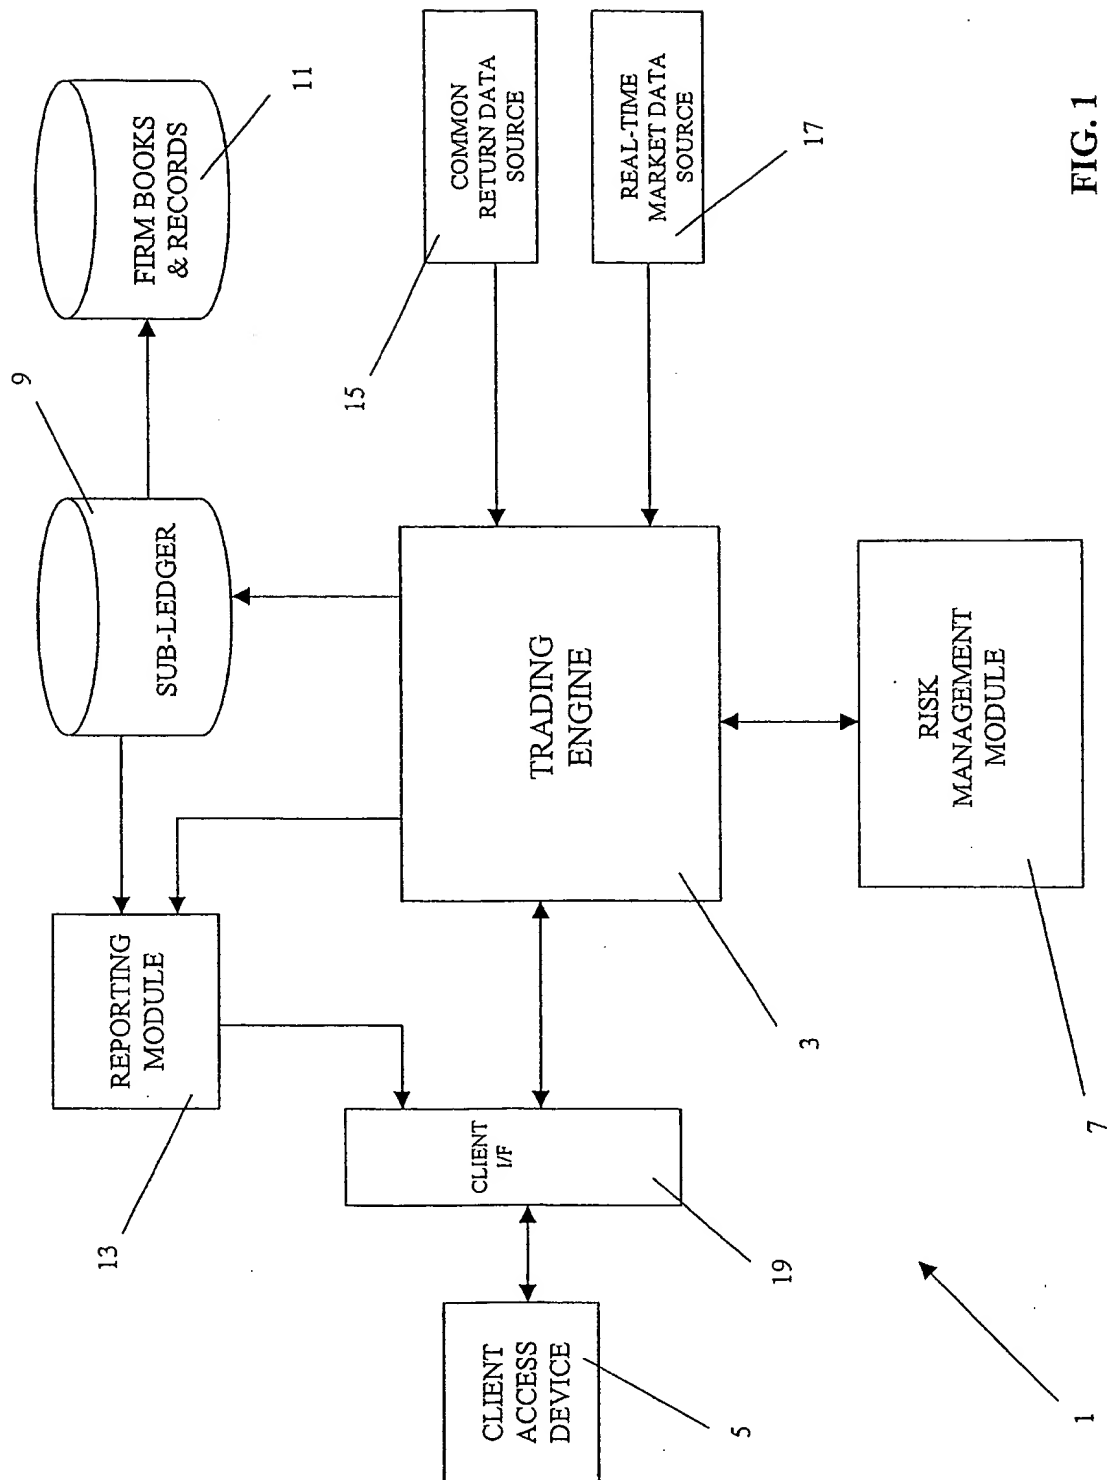 9
11
SUB-LEDGER
FIRM BOOKS
& RECORDS
13
REPORTING
MODULE
15
COMMON
RETURN DATA
SOURCE
CLIENT
ACCESS
DEVICE
5
CLIENT
I/F
19
TRADING
ENGINE
3
REAL-TIME
MARKET DATA
SOURCE
17
RISK
MANAGEMENT
MODULE
7
1
FIG. 1